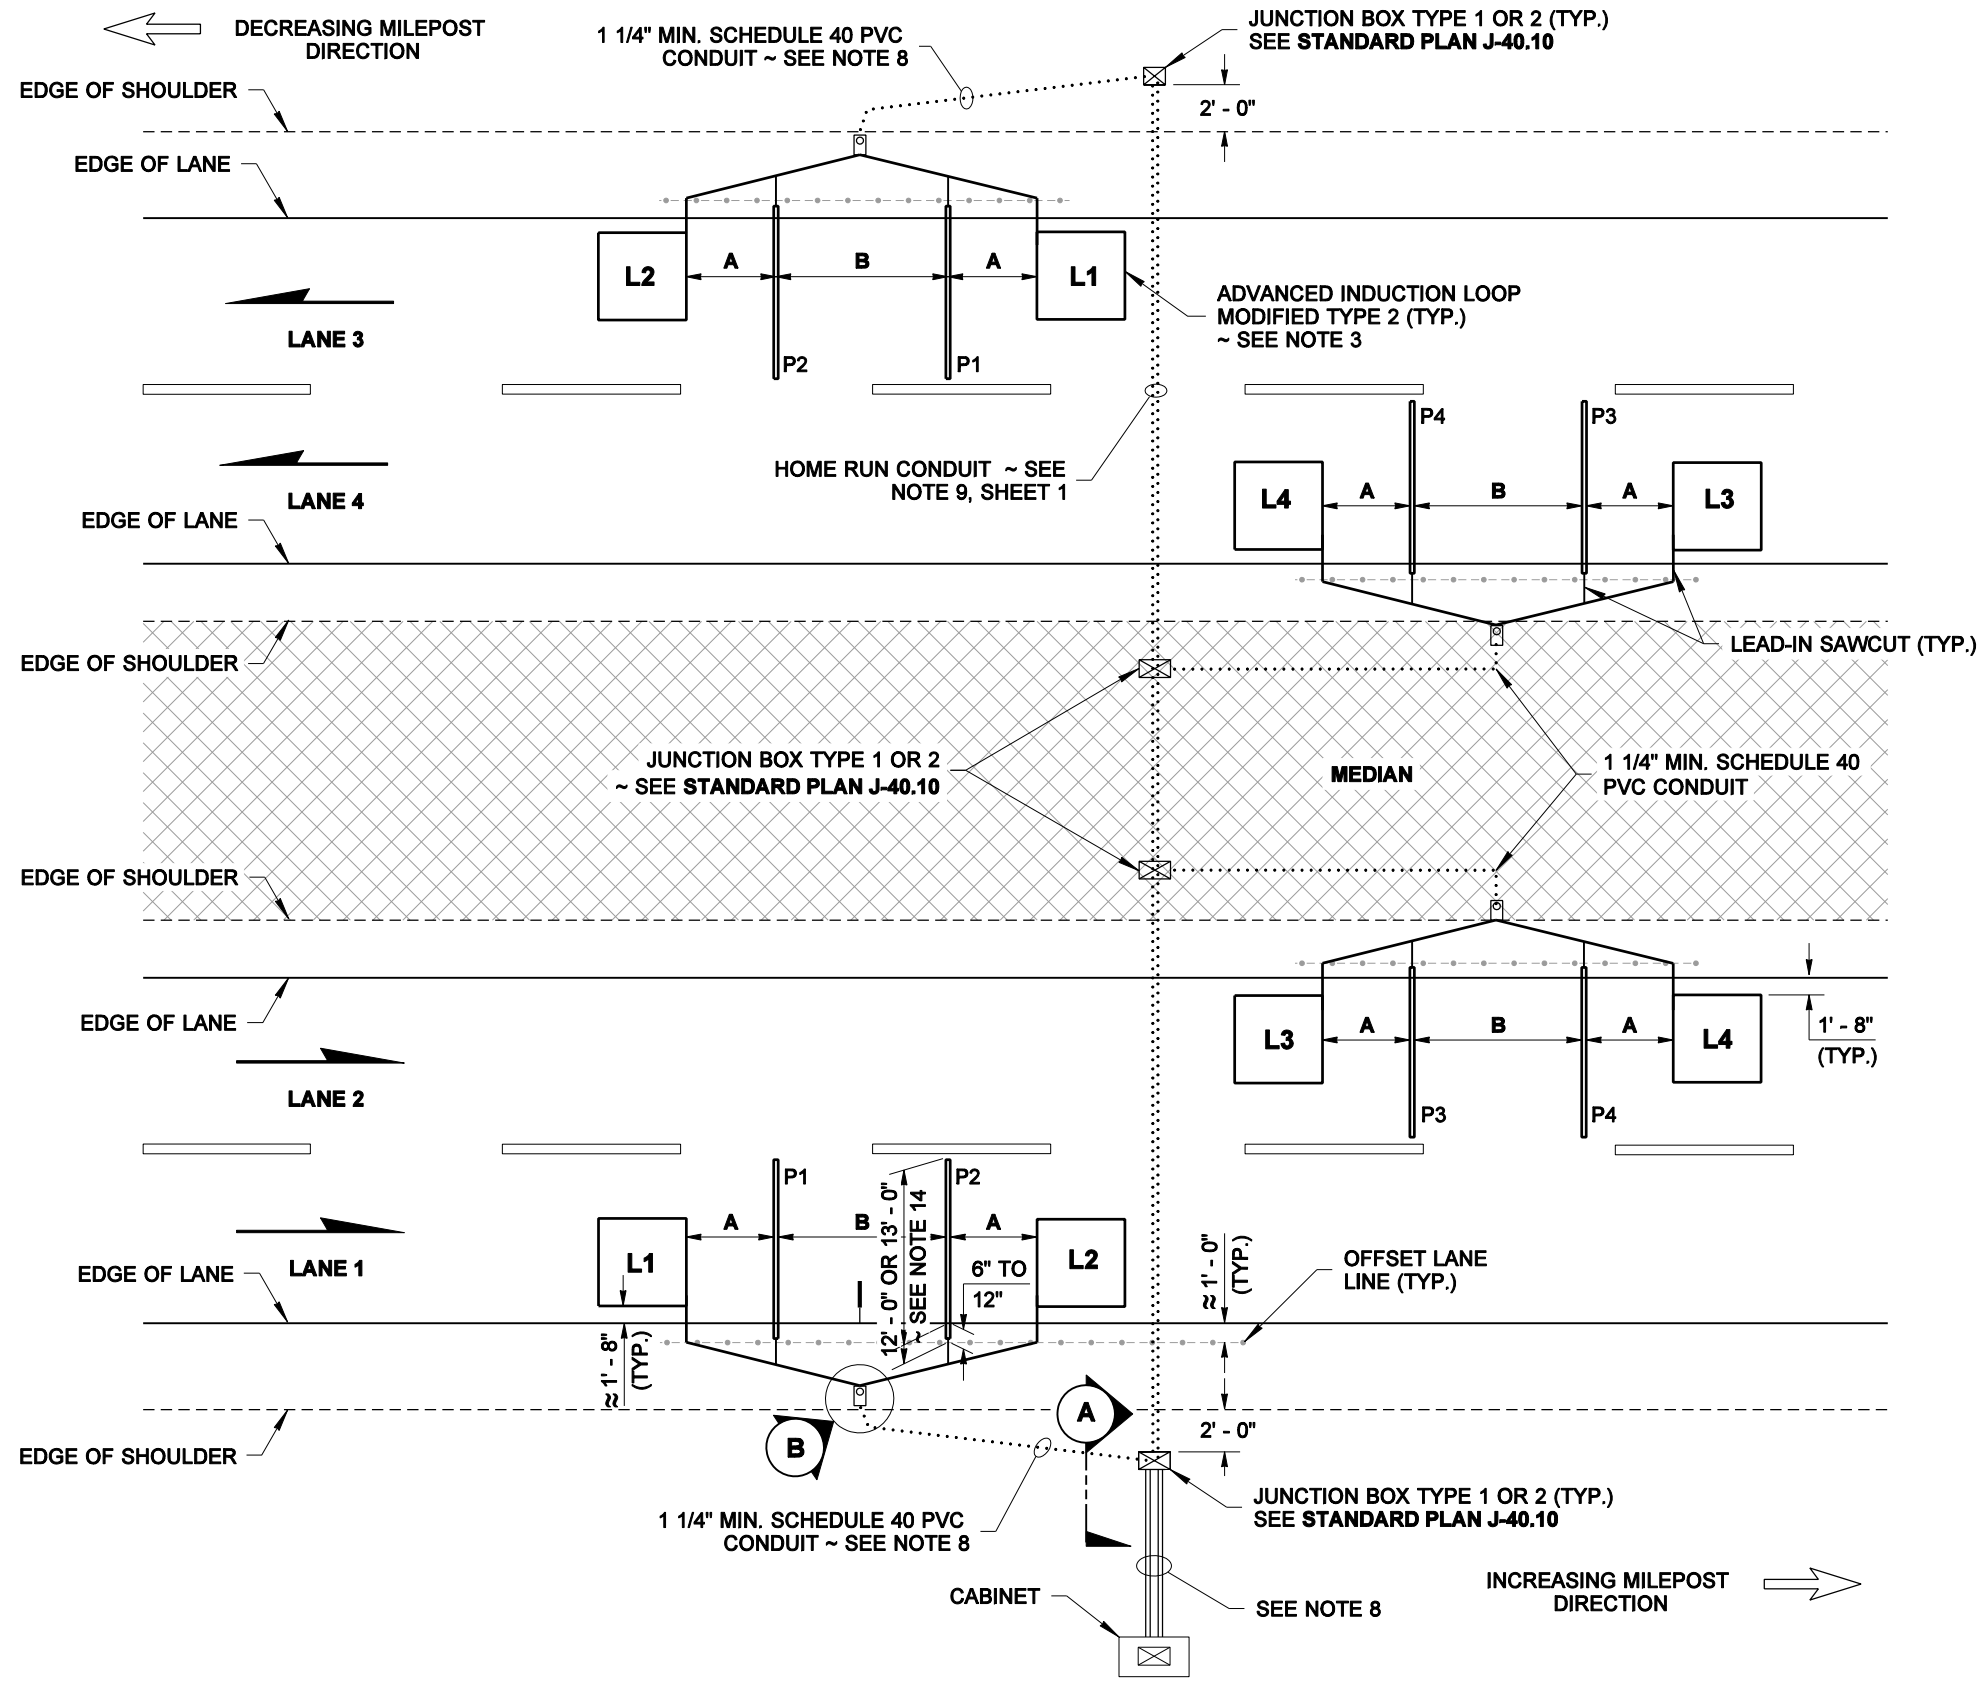 DECREASING MILEPOST
DIRECTION
1 1/4" MIN. SCHEDULE 40 PVC
CONDUIT ~ SEE NOTE 8
JUNCTION BOX TYPE 1 OR 2 (TYP.)
SEE STANDARD PLAN J-40.10
EDGE OF SHOULDER
2' - 0"
EDGE OF LANE
L2
A
B
A
L1
ADVANCED INDUCTION LOOP
MODIFIED TYPE 2 (TYP.)
~ SEE NOTE 3
LANE 3
P2
P1
P4
P3
HOME RUN CONDUIT ~ SEE
NOTE 9, SHEET 1
LANE 4
L4
A
B
A
L3
EDGE OF LANE
LEAD-IN SAWCUT (TYP.)
EDGE OF SHOULDER
JUNCTION BOX TYPE 1 OR 2
~ SEE STANDARD PLAN J-40.10
MEDIAN
1 1/4" MIN. SCHEDULE 40
PVC CONDUIT
EDGE OF SHOULDER
EDGE OF LANE
L3
A
B
A
L4
1' - 8"
(TYP.)
LANE 2
P3
P4
P1
P2
L1
A
B
A
L2
12' - 0" OR 13' - 0"
~ SEE NOTE 14
6" TO
12"
≈ 1' - 0"
(TYP.)
OFFSET LANE
LINE (TYP.)
LANE 1
EDGE OF LANE
≈ 1' - 8"
(TYP.)
A
B
2' - 0"
EDGE OF SHOULDER
JUNCTION BOX TYPE 1 OR 2 (TYP.)
SEE STANDARD PLAN J-40.10
1 1/4" MIN. SCHEDULE 40 PVC
CONDUIT ~ SEE NOTE 8
CABINET
SEE NOTE 8
INCREASING MILEPOST
DIRECTION